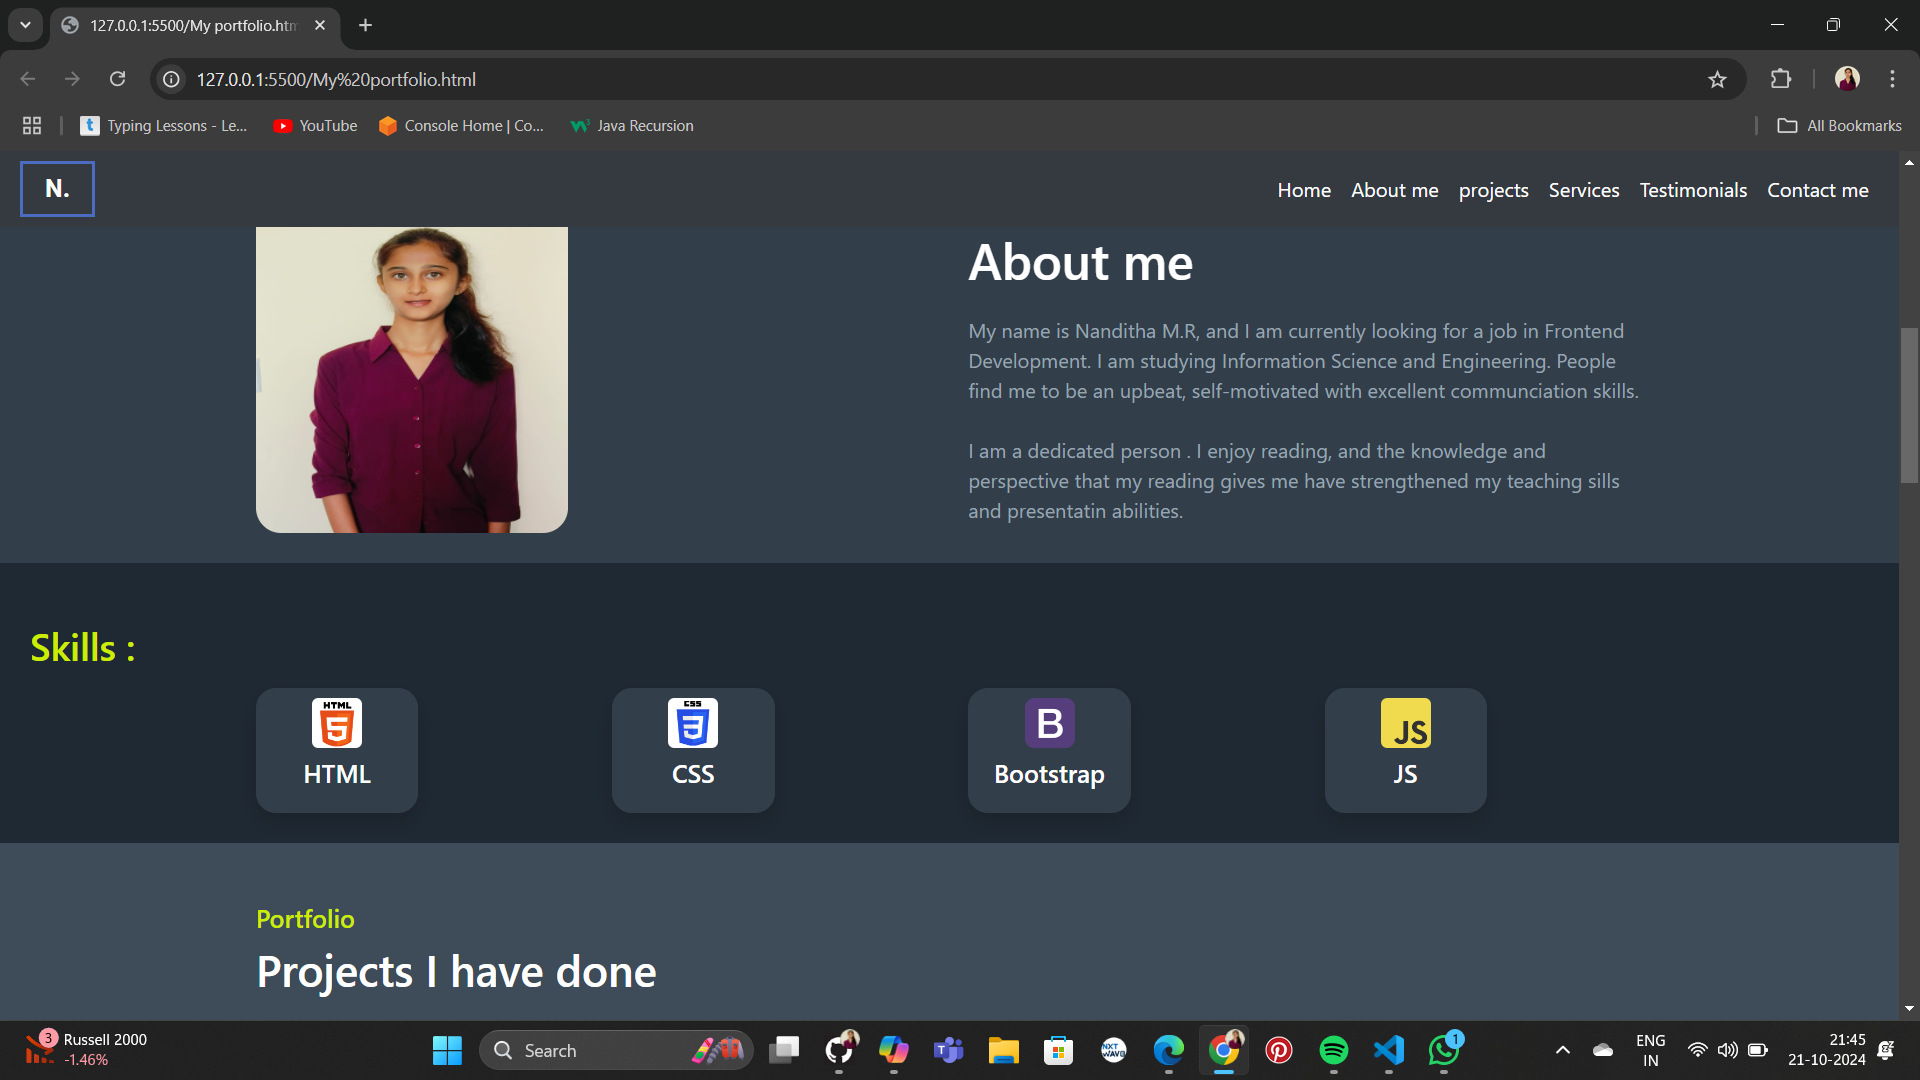 127.0.0.1:5500/My portfolio.htm
127.0.0.1:5500/My%20portfolio.html
Typing Lessons - Le...
YouTube
Console Home | Co...
Java Recursion
All Bookmarks
N.
Home
About me
projects
Services
Testimonials
Contact me
About me
My name is Nanditha M.R, and I am currently looking for a job in Frontend
Development. I am studying Information Science and Engineering. People
find me to be an upbeat, self-motivated with excellent communciation skills.
I am a dedicated person . I enjoy reading, and the knowledge and
perspective that my reading gives me have strengthened my teaching sills
and presentatin abilities.
Skills :
HTML
HTML
CSS
CSS
B
Bootstrap
JS
JS
Portfolio
Projects I have done
3
Russell 2000
-1.46%
Search
NXT
WAVE
1
ENG
IN
21:45
21-10-2024